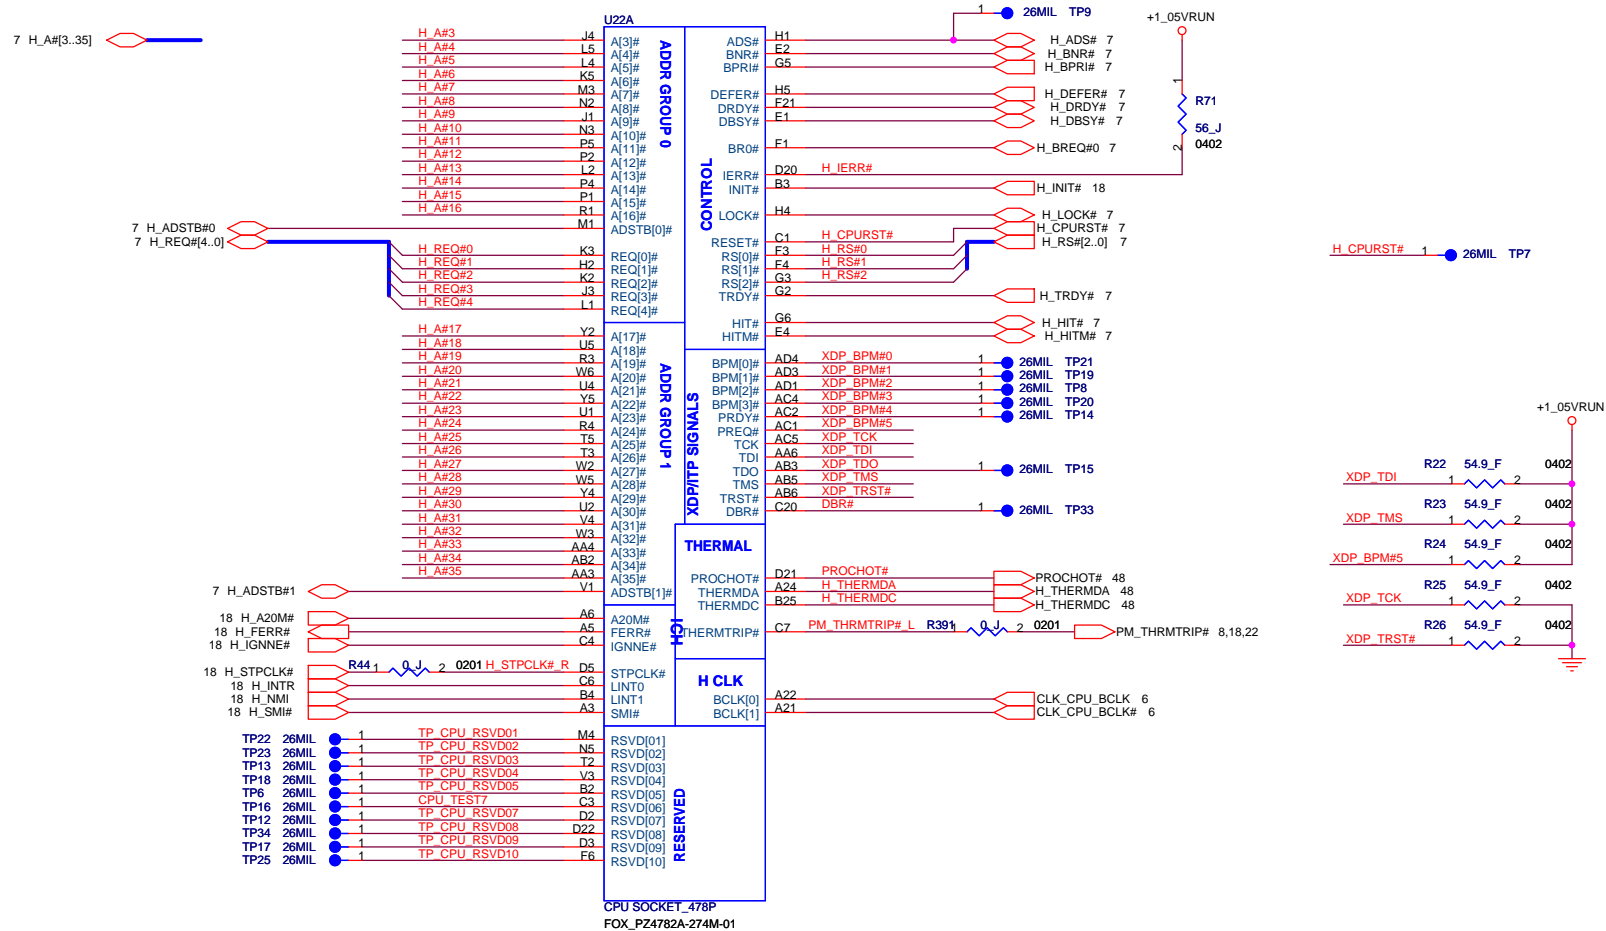 1 26MIL TP9
+1_05VRUN
U22A
7 H_A#[3..35]
H_A#3 J4 A[3]# ADS# H1 H_ADS# 7
H_A#4 L5 A[4]# BNR# E2 H_BNR# 7
H_A#5 L4 A[5]# BPRI# G5 H_BPRI# 7
H_A#6 K5 A[6]#
H_A#7 M3 A[7]# DEFER# H5 H_DEFER# 7
H_A#8 N2 A[8]# DRDY# F21 H_DRDY# 7
H_A#9 J1 A[9]# DBSY# E1 H_DBSY# 7
H_A#10 N3 A[10]#
H_A#11 P5 A[11]# BR0# F1 H_BREQ#0 7
H_A#12 P2 A[12]#
H_A#13 L2 A[13]# IERR# D20 H_IERR#
H_A#14 P4 A[14]# INIT# B3 H_INIT# 18
H_A#15 P1 A[15]#
H_A#16 R1 A[16]# LOCK# H4 H_LOCK# 7
7 H_ADSTB#0 M1 ADSTB[0]#
ADDR GROUP 0
CONTROL
1
R71
56_J
2 0402
7 H_REQ#[4..0]
RESET# C1 H_CPURST# H_CPURST# 7
H_REQ#0 K3 REQ[0]# RS[0]# F3 H_RS#0 H_RS#[2..0] 7
H_REQ#1 H2 REQ[1]# RS[1]# F4 H_RS#1
H_REQ#2 K2 REQ[2]# RS[2]# G3 H_RS#2
H_REQ#3 J3 REQ[3]# TRDY# G2 H_TRDY# 7
H_REQ#4 L1 REQ[4]#
HIT# G6 H_HIT# 7
HITM# E4 H_HITM# 7
H_CPURST# 1 26MIL TP7
H_A#17 Y2 A[17]#
H_A#18 U5 A[18]#
H_A#19 R3 A[19]# BPM[0]# AD4 XDP_BPM#0 1 26MIL TP21
H_A#20 W6 A[20]# BPM[1]# AD3 XDP_BPM#1 1 26MIL TP19
H_A#21 U4 A[21]# BPM[2]# AD1 XDP_BPM#2 1 26MIL TP8
H_A#22 Y5 A[22]# BPM[3]# AC4 XDP_BPM#3 1 26MIL TP20
H_A#23 U1 A[23]# PRDY# AC2 XDP_BPM#4 1 26MIL TP14
H_A#24 R4 A[24]# PREQ# AC1 XDP_BPM#5
H_A#25 T5 A[25]# TCK AC5 XDP_TCK
H_A#26 T3 A[26]# TDI AA6 XDP_TDI
H_A#27 W2 A[27]# TDO AB3 XDP_TDO 1 26MIL TP15
H_A#28 W5 A[28]# TMS AB5 XDP_TMS
H_A#29 Y4 A[29]# TRST# AB6 XDP_TRST#
H_A#30 U2 A[30]# DBR# C20 DBR# 1 26MIL TP33
H_A#31 V4 A[31]#
H_A#32 W3 A[32]#
H_A#33 AA4 A[33]#
H_A#34 AB2 A[34]#
H_A#35 AA3 A[35]#
7 H_ADSTB#1 V1 ADSTB[1]#
ADDR GROUP 1
XDP/ITP SIGNALS
THERMAL
PROCHOT# D21 PROCHOT# PROCHOT# 48
THERMDA A24 H_THERMDA H_THERMDA 48
THERMDC B25 H_THERMDC H_THERMDC 48
THERMTRIP# C7 PM_THRMTRIP#_L R391 1 0_J 2 0201 PM_THRMTRIP# 8,18,22
+1_05VRUN
R22 54.9_F 0402
XDP_TDI 1 2
R23 54.9_F 0402
XDP_TMS 1 2
R24 54.9_F 0402
XDP_BPM#5 1 2
R25 54.9_F 0402
XDP_TCK 1 2
R26 54.9_F 0402
XDP_TRST# 1 2
18 H_A20M# A6 A20M#
18 H_FERR# A5 FERR#
18 H_IGNNE# C4 IGNNE#
ICH
18 H_STPCLK# R44 1 0_J 2 0201 H_STPCLK#_R D5 STPCLK#
18 H_INTR C6 LINT0
18 H_NMI B4 LINT1
18 H_SMI# A3 SMI#
H CLK
BCLK[0] A22 CLK_CPU_BCLK 6
BCLK[1] A21 CLK_CPU_BCLK# 6
TP22 26MIL 1 TP_CPU_RSVD01 M4 RSVD[01]
TP23 26MIL 1 TP_CPU_RSVD02 N5 RSVD[02]
TP13 26MIL 1 TP_CPU_RSVD03 T2 RSVD[03]
TP18 26MIL 1 TP_CPU_RSVD04 V3 RSVD[04]
TP6 26MIL 1 TP_CPU_RSVD05 B2 RSVD[05]
TP16 26MIL 1 CPU_TEST7 C3 RSVD[06]
TP12 26MIL 1 TP_CPU_RSVD07 D2 RSVD[07]
TP34 26MIL 1 TP_CPU_RSVD08 D22 RSVD[08]
TP17 26MIL 1 TP_CPU_RSVD09 D3 RSVD[09]
TP25 26MIL 1 TP_CPU_RSVD10 F6 RSVD[10]
RESERVED
CPU SOCKET_478P
FOX_PZ4782A-274M-01